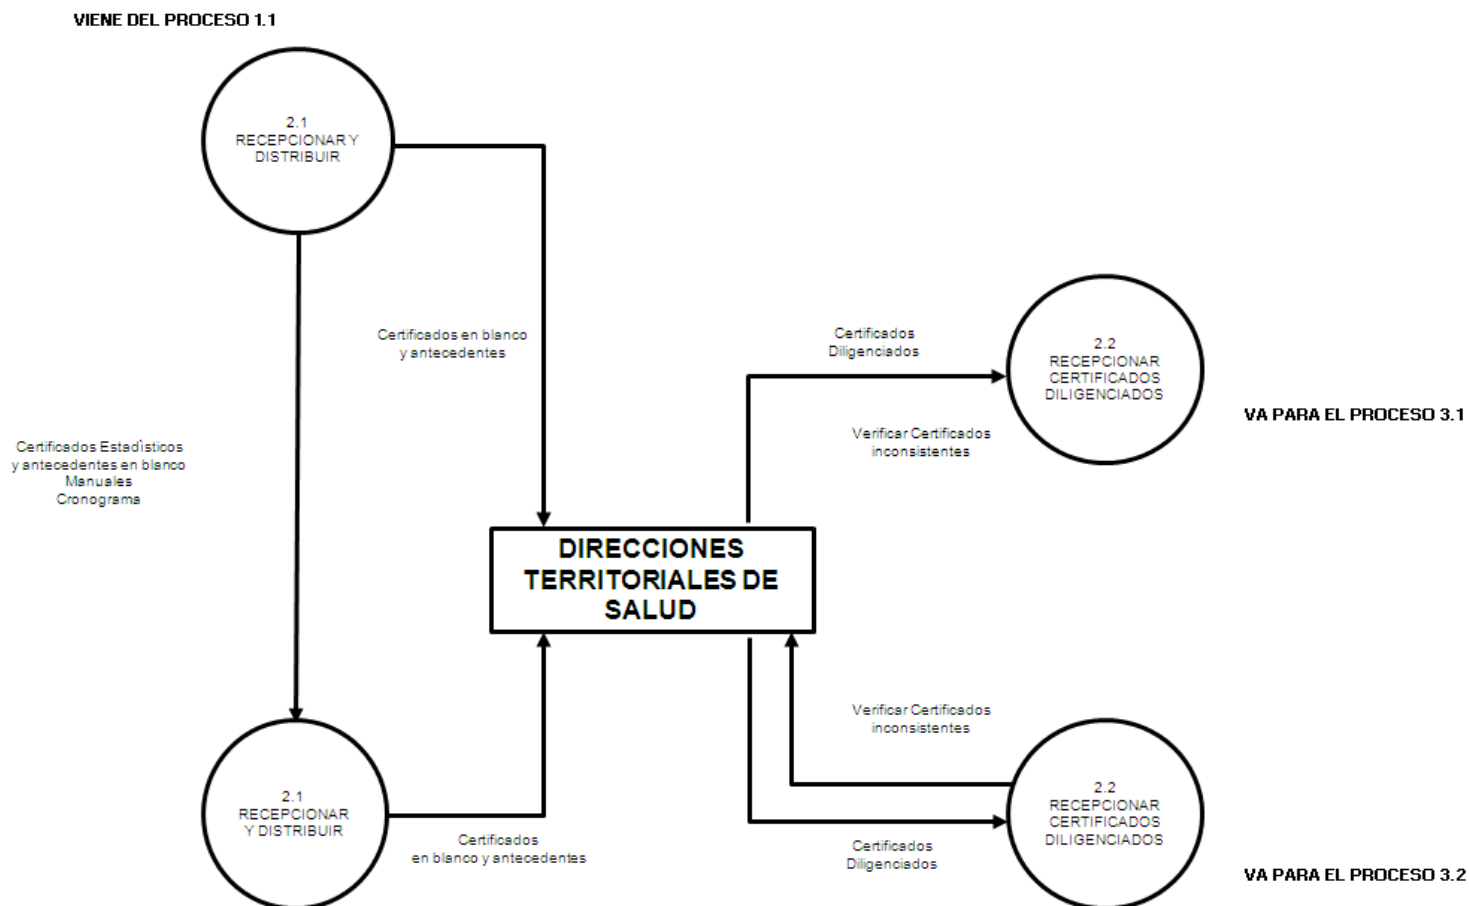 VIENE DEL PROCESO 1.1
2.1
RECEPCIONAR Y
DISTRIBUIR
Certificados en blanco
y antecedentes
Certificados Estadísticos
y antecedentes en blanco
Manuales
Cronograma
Certificados
Diligenciados
2.2
RECEPCIONAR
CERTIFICADOS
DILIGENCIADOS
VA PARA EL PROCESO 3.1
Verificar Certificados
inconsistentes
DIRECCIONES
TERRITORIALES DE
SALUD
2.1
RECEPCIONAR
Y DISTRIBUIR
Certificados
en blanco y antecedentes
Verificar Certificados
inconsistentes
2.2
RECEPCIONAR
CERTIFICADOS
DILIGENCIADOS
Certificados
Diligenciados
VA PARA EL PROCESO 3.2